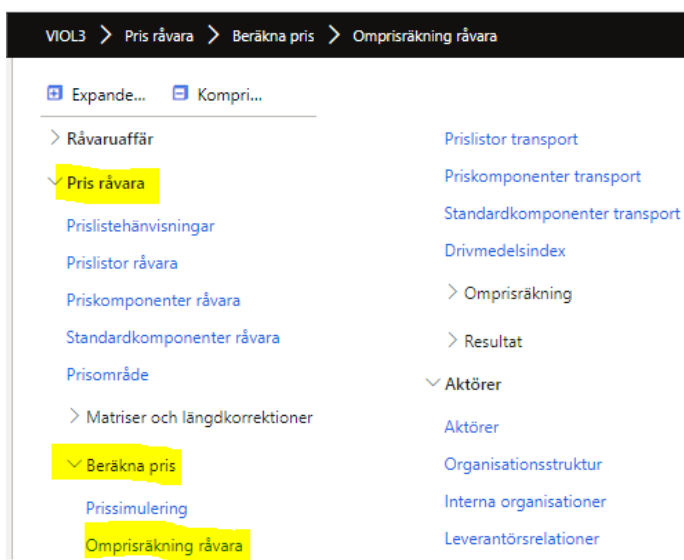 VIOL3 > Pris råvara > Beräkna pris > Omprisräkning råvara
Expande... Kompri...
Råvaruaffär
Pris råvara
Prislistehänvisningar
Prislistor råvara
Priskomponenter råvara
Standardkomponenter råvara
Prisområde
Matriser och längdkorrektioner
Beräkna pris
Prissimulering
Omprisräkning råvara
Prislistor transport
Priskomponenter transport
Standardkomponenter transport
Drivmedelsindex
Omprisräkning
Resultat
Aktörer
Aktörer
Organisationsstruktur
Interna organisationer
Leverantörsrelationer